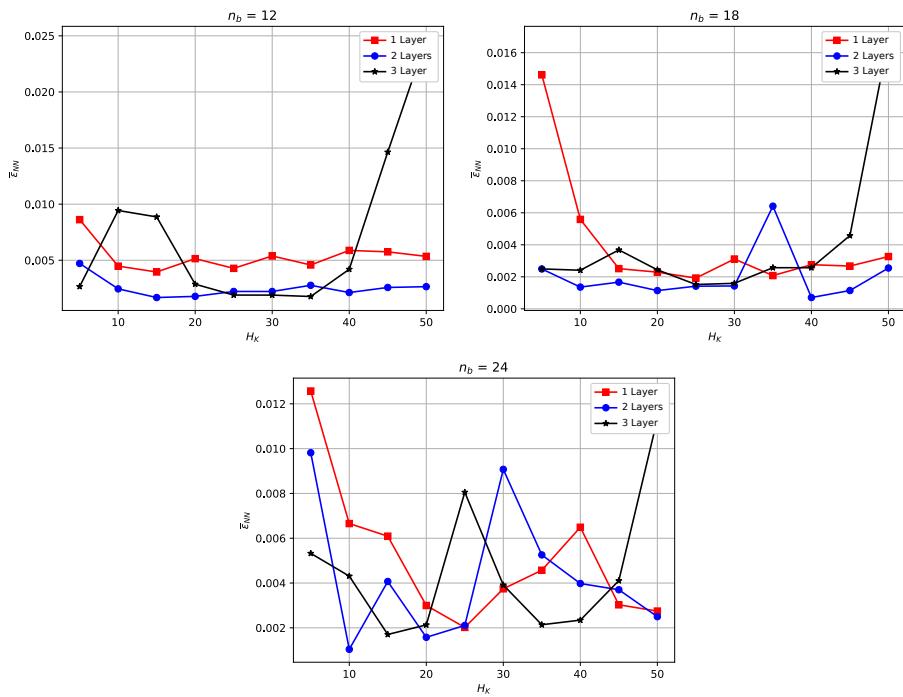 n_b = 12
0.025
0.020
0.015
0.010
0.005
ε̅_NN
10 20 30 40 50
H_K
1 Layer
2 Layers
3 Layer
n_b = 18
0.016
0.014
0.012
0.010
0.008
0.006
0.004
0.002
0.000
ε̅_NN
10 20 30 40 50
H_K
1 Layer
2 Layers
3 Layer
n_b = 24
0.012
0.010
0.008
0.006
0.004
0.002
ε̅_NN
10 20 30 40 50
H_K
1 Layer
2 Layers
3 Layer